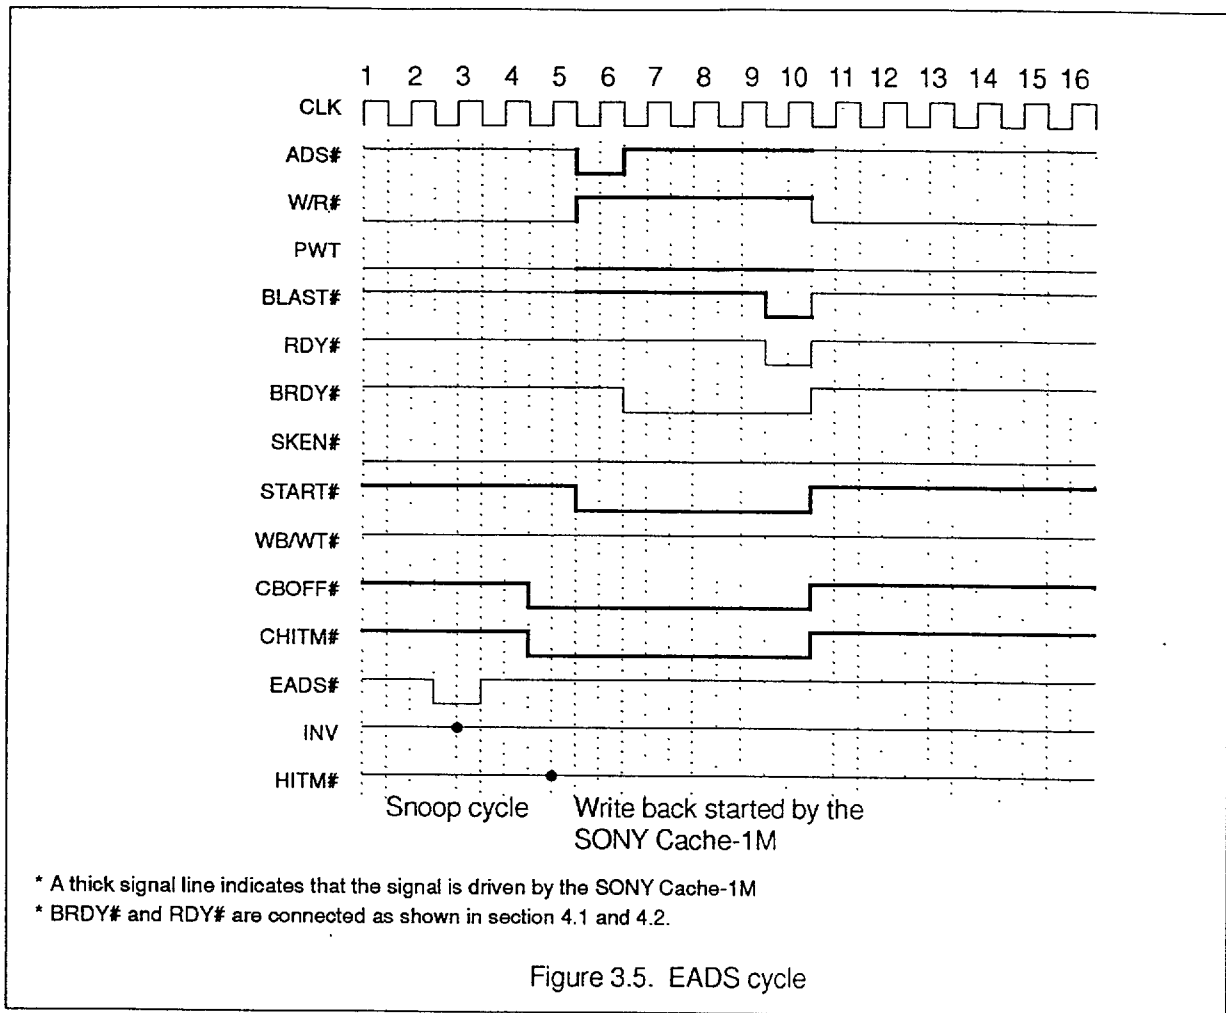 1 2 3 4 5 6 7 8 9 10 11 12 13 14 15 16
CLK
ADS#
W/R#
PWT
BLAST#
RDY#
BRDY#
SKEN#
START#
WB/WT#
CBOFF#
CHITM#
EADS#
INV
HITM#
Snoop cycle
Write back started by the
SONY Cache-1M
* A thick signal line indicates that the signal is driven by the SONY Cache-1M
* BRDY# and RDY# are connected as shown in section 4.1 and 4.2.
Figure 3.5. EADS cycle